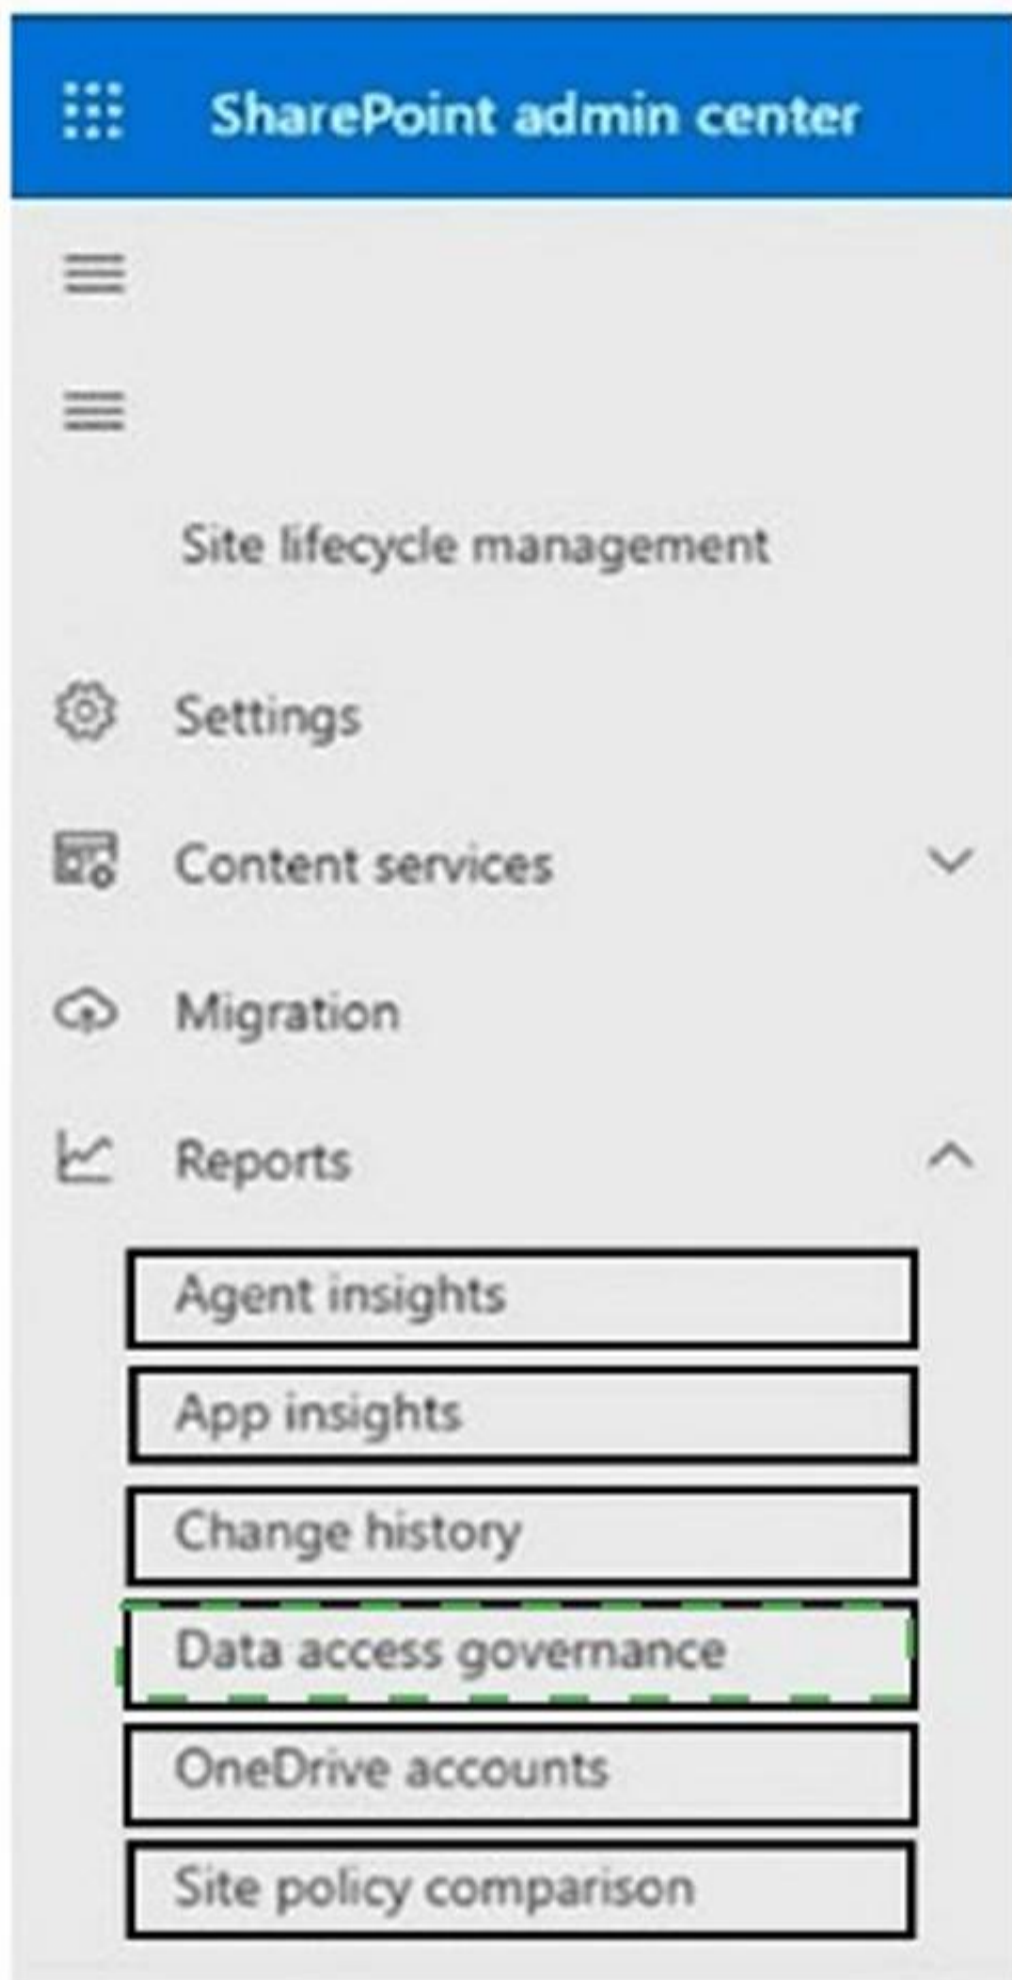 SharePoint admin center
Site lifecycle management
Settings
Content services
Migration
Reports
Agent insights
App insights
Change history
Data access governance
OneDrive accounts
Site policy comparison